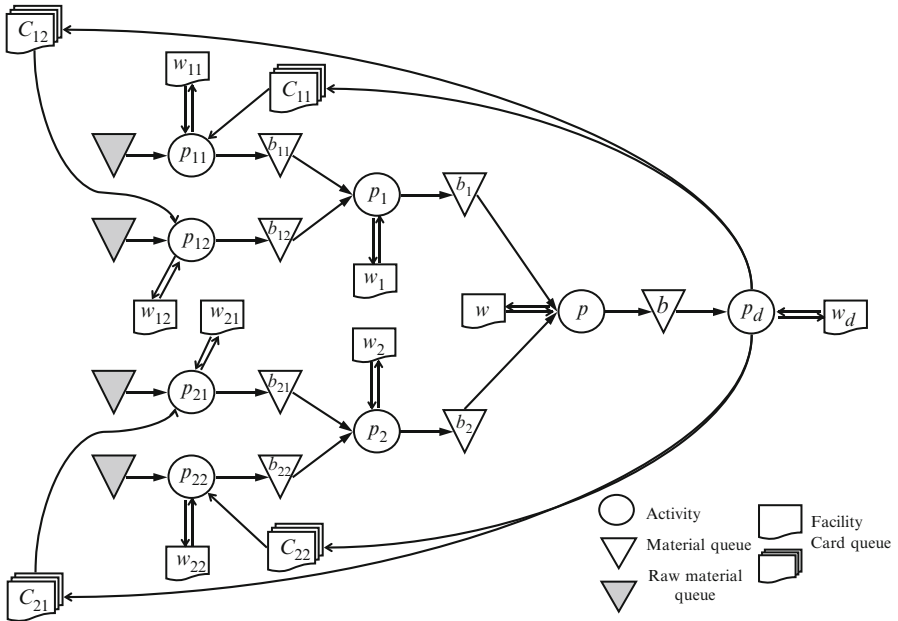 C12
w11
C11
p11
b11
p1
b1
p12
b12
w1
w12
w21
w
p
b
pd
wd
w2
p21
b21
p2
b2
p22
b22
w22
C22
C21
Activity
Material queue
Raw material
queue
Facility
Card queue